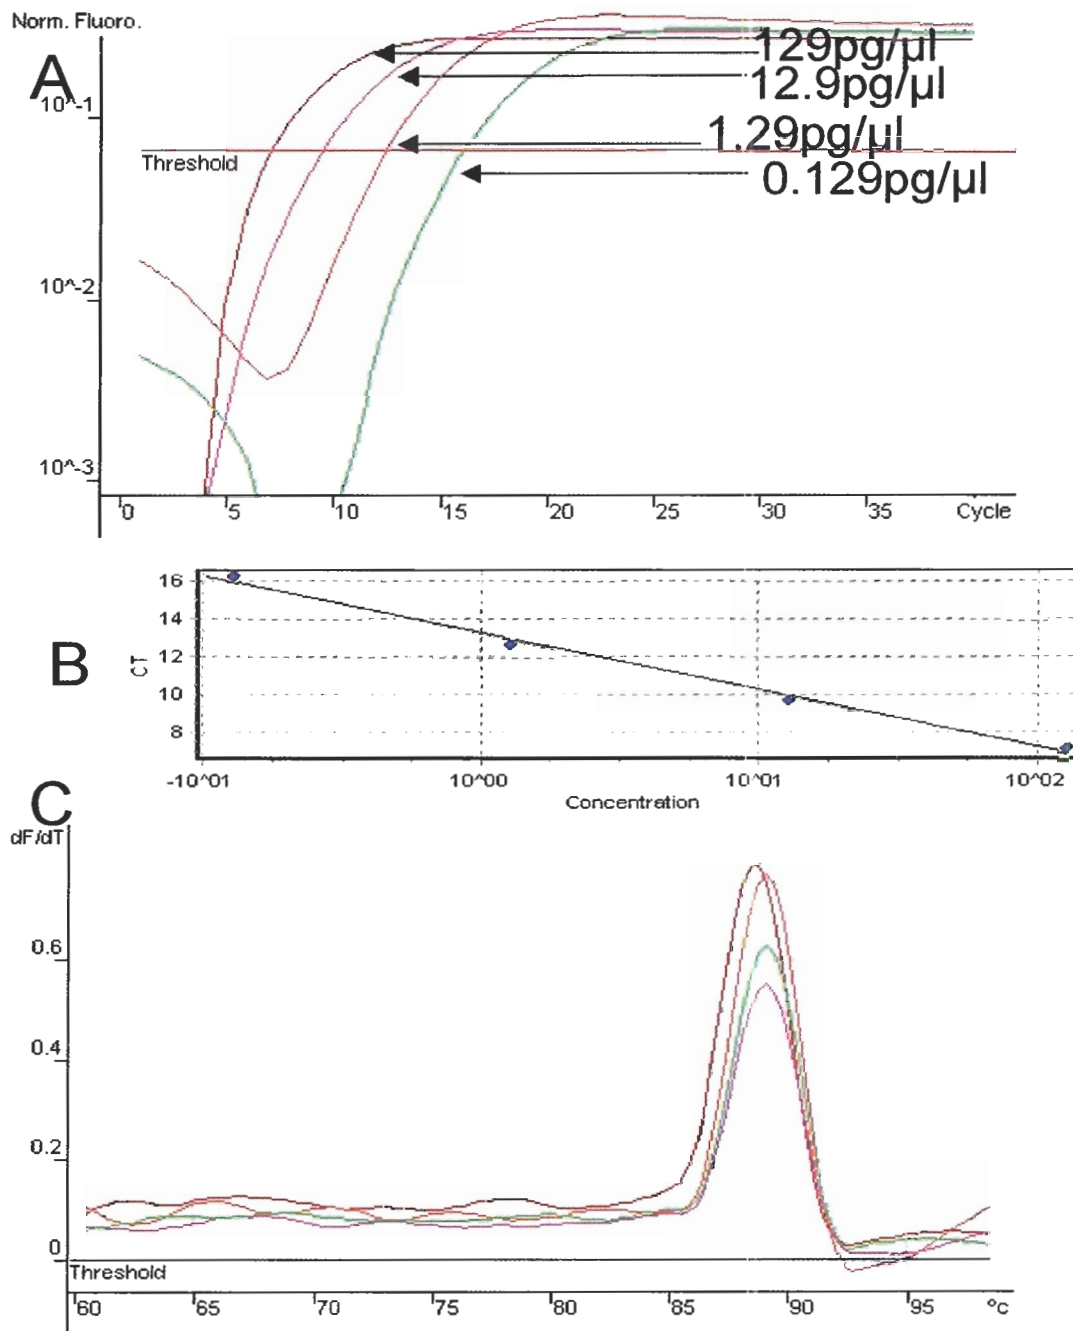 Norm. Fluoro.
A
129pg/µl
12.9pg/µl
10^-1
1.29pg/µl
Threshold
0.129pg/µl
10^-2
10^-3
0 5 10 15 20 25 30 35 Cycle
B
CT
16
14
12
10
8
-10^01 10^00 10^01 10^02
Concentration
C
dF/dT
0.6
0.4
0.2
0
Threshold
60 65 70 75 80 85 90 95 °c